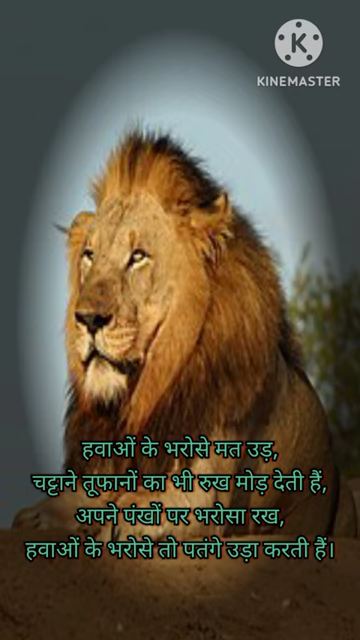 KINEMASTER
हवाओं के भरोसे मत उड़,
चट्टाने तूफानों का भी रुख मोड़ देती हैं,
अपने पंखों पर भरोसा रख,
हवाओं के भरोसे तो पतंगे उड़ा करती हैं।